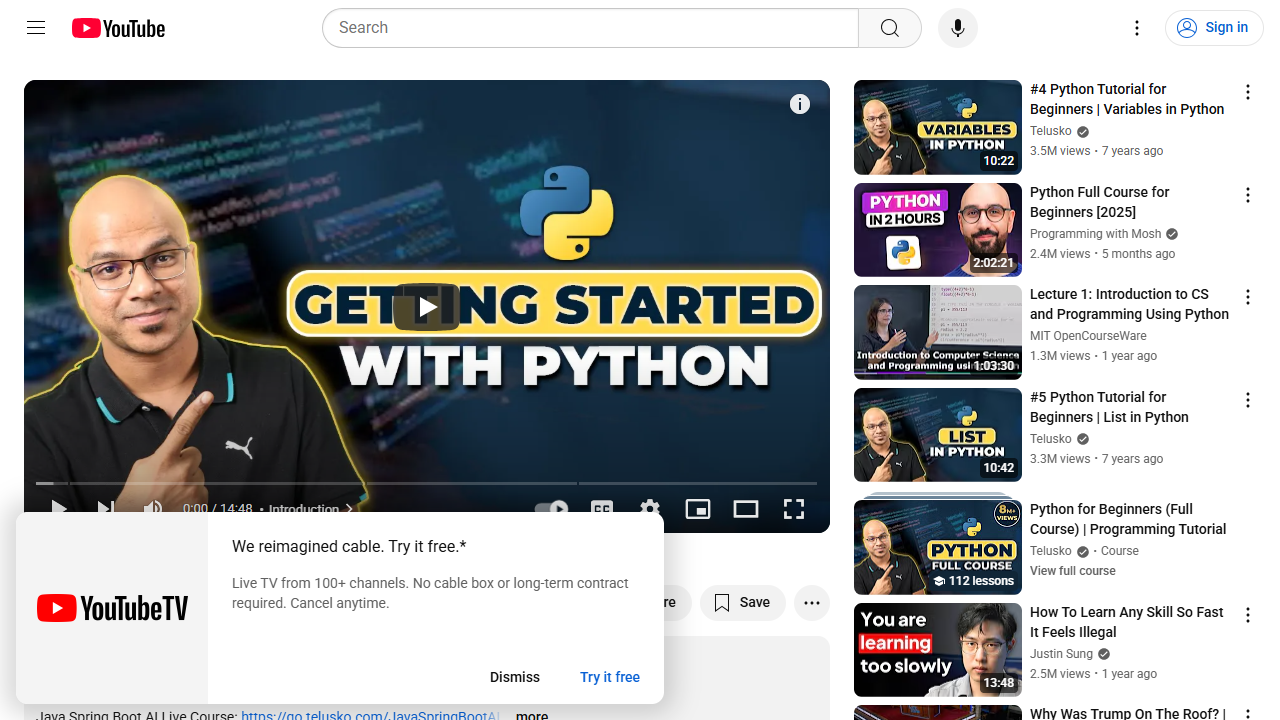 YouTube
Search
Sign in
GETTING STARTED
WITH PYTHON
0:00 / 14:48 • Introduction
#4 Python Tutorial for
Beginners | Variables in Python
Telusko
3.5M views • 7 years ago
VARIABLES
IN PYTHON
10:22
Python Full Course for
Beginners [2025]
Programming with Mosh
2.4M views • 5 months ago
PYTHON
IN 2 HOURS
2:02:21
Lecture 1: Introduction to CS
and Programming Using Python
MIT OpenCourseWare
1.3M views • 1 year ago
Introduction to Computer Science
and Programming using
1:03:30
#5 Python Tutorial for
Beginners | List in Python
Telusko
3.3M views • 7 years ago
LIST
IN PYTHON
10:42
Python for Beginners (Full
Course) | Programming Tutorial
Telusko • Course
View full course
8M+
VIEWS
PYTHON
FULL COURSE
112 lessons
How To Learn Any Skill So Fast
It Feels Illegal
Justin Sung
2.5M views • 1 year ago
You are
learning
too slowly
13:48
Why Was Trump On The Roof? |
We reimagined cable. Try it free.*
Live TV from 100+ channels. No cable box or long-term contract
required. Cancel anytime.
YouTubeTV
Dismiss
Try it free
re
Save
Java Spring Boot AI Live Course: https://go.telusko.com/JavaSpringBootAI
...more